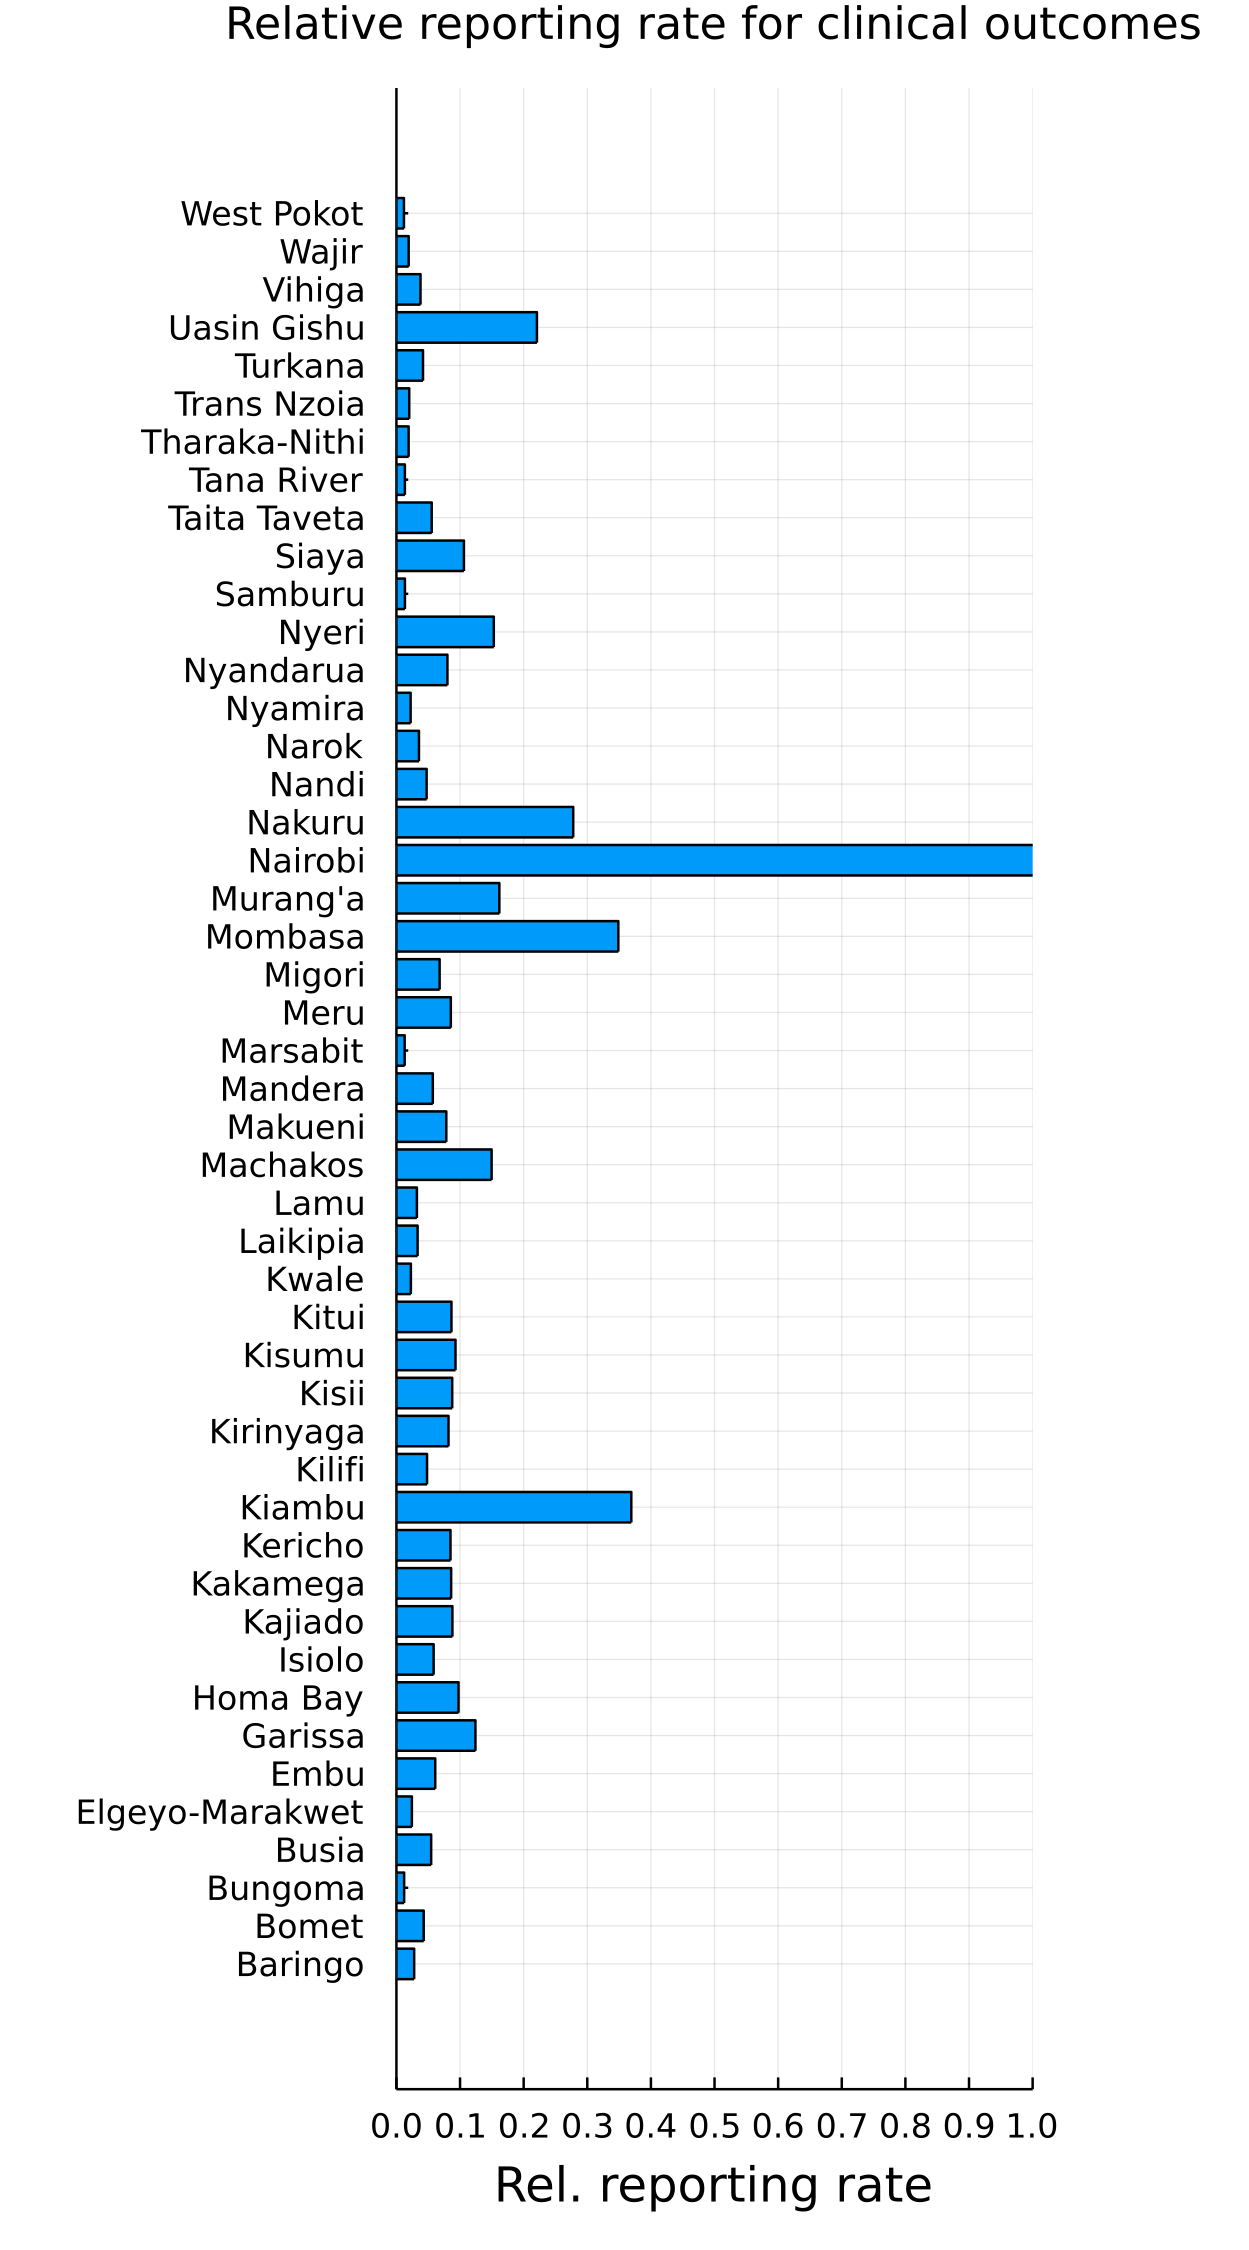 Relative reporting rate for clinical outcomes
West Pokot
Wajir
Vihiga
Uasin Gishu
Turkana
Trans Nzoia
Tharaka-Nithi
Tana River
Taita Taveta
Siaya
Samburu
Nyeri
Nyandarua
Nyamira
Narok
Nandi
Nakuru
Nairobi
Murang'a
Mombasa
Migori
Meru
Marsabit
Mandera
Makueni
Machakos
Lamu
Laikipia
Kwale
Kitui
Kisumu
Kisii
Kirinyaga
Kilifi
Kiambu
Kericho
Kakamega
Kajiado
Isiolo
Homa Bay
Garissa
Embu
Elgeyo-Marakwet
Busia
Bungoma
Bomet
Baringo
0.0 0.1 0.2 0.3 0.4 0.5 0.6 0.7 0.8 0.9 1.0
Rel. reporting rate